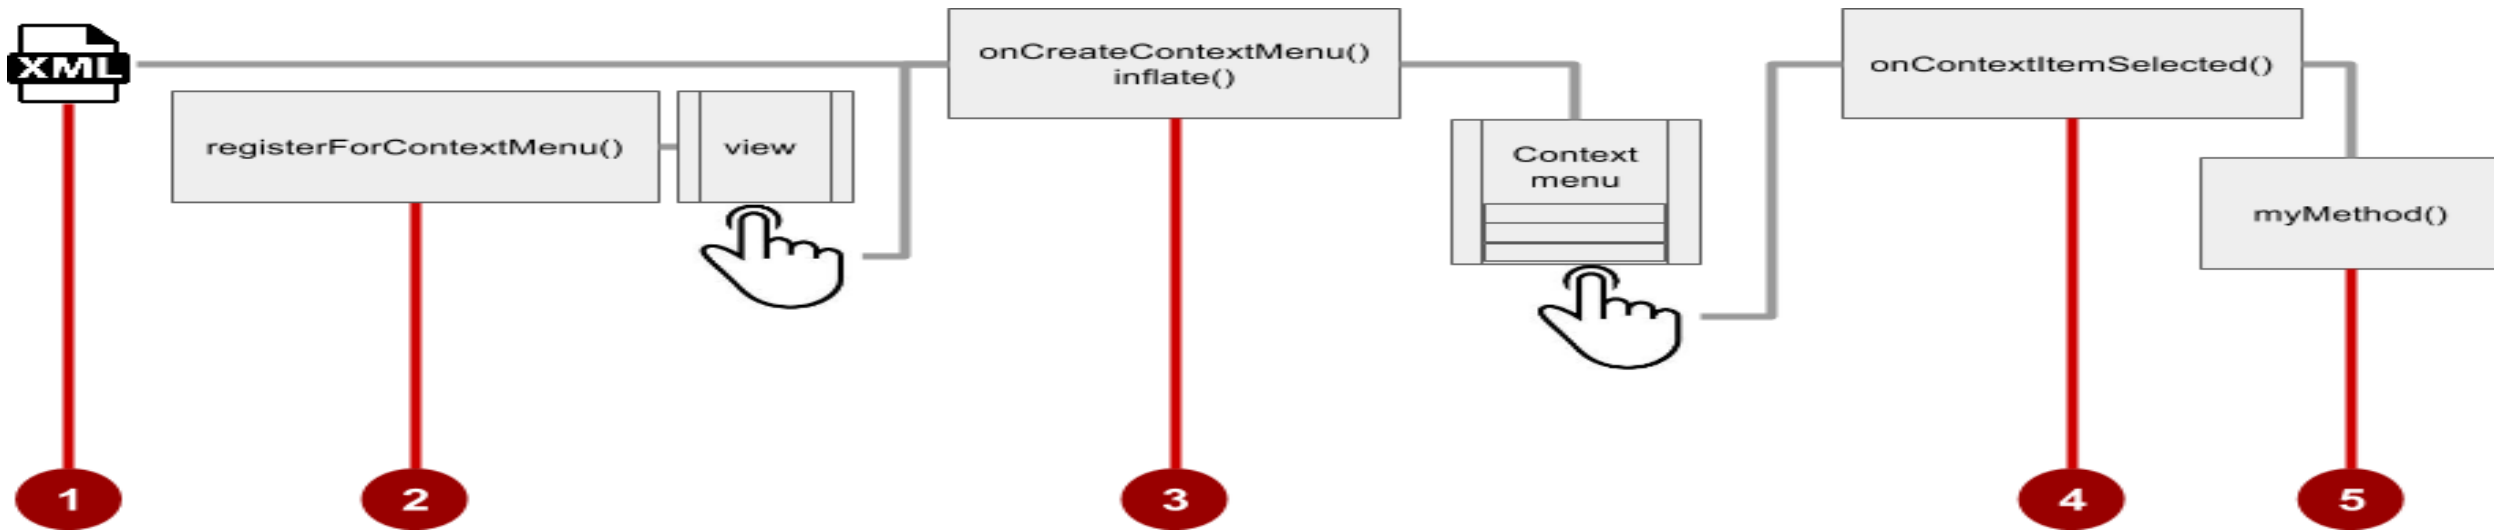 XML
registerForContextMenu()
view
onCreateContextMenu()
inflate()
Context
menu
onContextItemSelected()
myMethod()
1
2
3
4
5